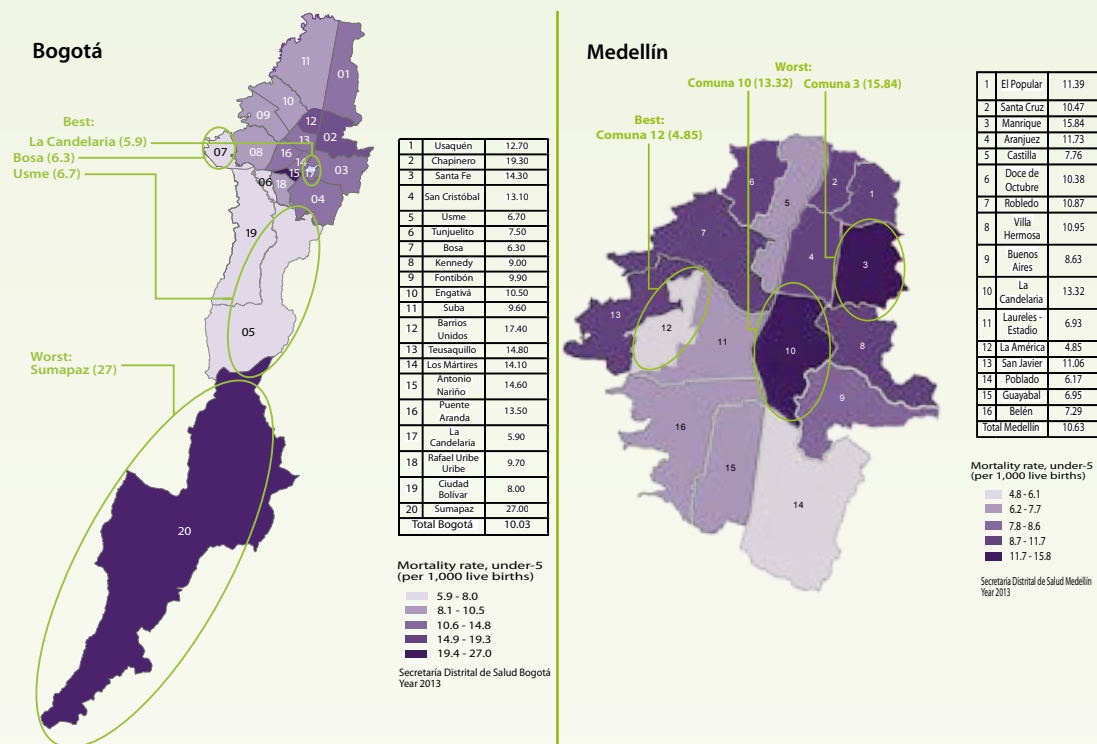 Bogotá
Best:
La Candelaria (5.9)
Bosa (6.3)
Usme (6.7)
Worst:
Sumapaz (27)
11
01
10
09
12
02
13
07
08
16
14
03
15
17
06
18
04
19
05
20
1 Usaquén 12.70
2 Chapinero 19.30
3 Santa Fe 14.30
4 San Cristóbal 13.10
5 Usme 6.70
6 Tunjuelito 7.50
7 Bosa 6.30
8 Kennedy 9.00
9 Fontibón 9.90
10 Engativá 10.50
11 Suba 9.60
12 Barrios
Unidos 17.40
13 Teusaquillo 14.80
14 Los Mártires 14.10
15 Antonio
Nariño 14.60
16 Puente
Aranda 13.50
17 La
Candelaria 5.90
18 Rafael Uribe
Uribe 9.70
19 Ciudad
Bolívar 8.00
20 Sumapaz 27.00
Total Bogotá 10.03
Mortality rate, under-5
(per 1,000 live births)
5.9 - 8.0
8.1 - 10.5
10.6 - 14.8
14.9 - 19.3
19.4 - 27.0
Secretaría Distrital de Salud Bogotá
Year 2013
Medellín
Worst:
Comuna 10 (13.32) Comuna 3 (15.84)
Best:
Comuna 12 (4.85)
6
2
1
5
7
4
3
13
12
11
10
8
9
16
15
14
1 El Popular 11.39
2 Santa Cruz 10.47
3 Manrique 15.84
4 Aranjuez 11.73
5 Castilla 7.76
6 Doce de
Octubre 10.38
7 Robledo 10.87
8 Villa
Hermosa 10.95
9 Buenos
Aires 8.63
10 La
Candelaria 13.32
11 Laureles -
Estadio 6.93
12 La América 4.85
13 San Javier 11.06
14 Poblado 6.17
15 Guayabal 6.95
16 Belén 7.29
Total Medellín 10.63
Mortality rate, under-5
(per 1,000 live births)
4.8 - 6.1
6.2 - 7.7
7.8 - 8.6
8.7 - 11.7
11.7 - 15.8
Secretaría Distrital de Salud Medellín
Year 2013